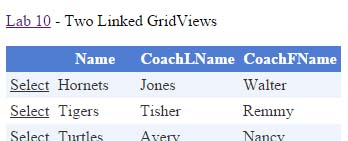 Lab 10 - Two Linked GridViews
Name CoachLName CoachFName
Select Hornets Jones Walter
Select Tigers Tisher Remmy
Select Turtles Avery Nancy